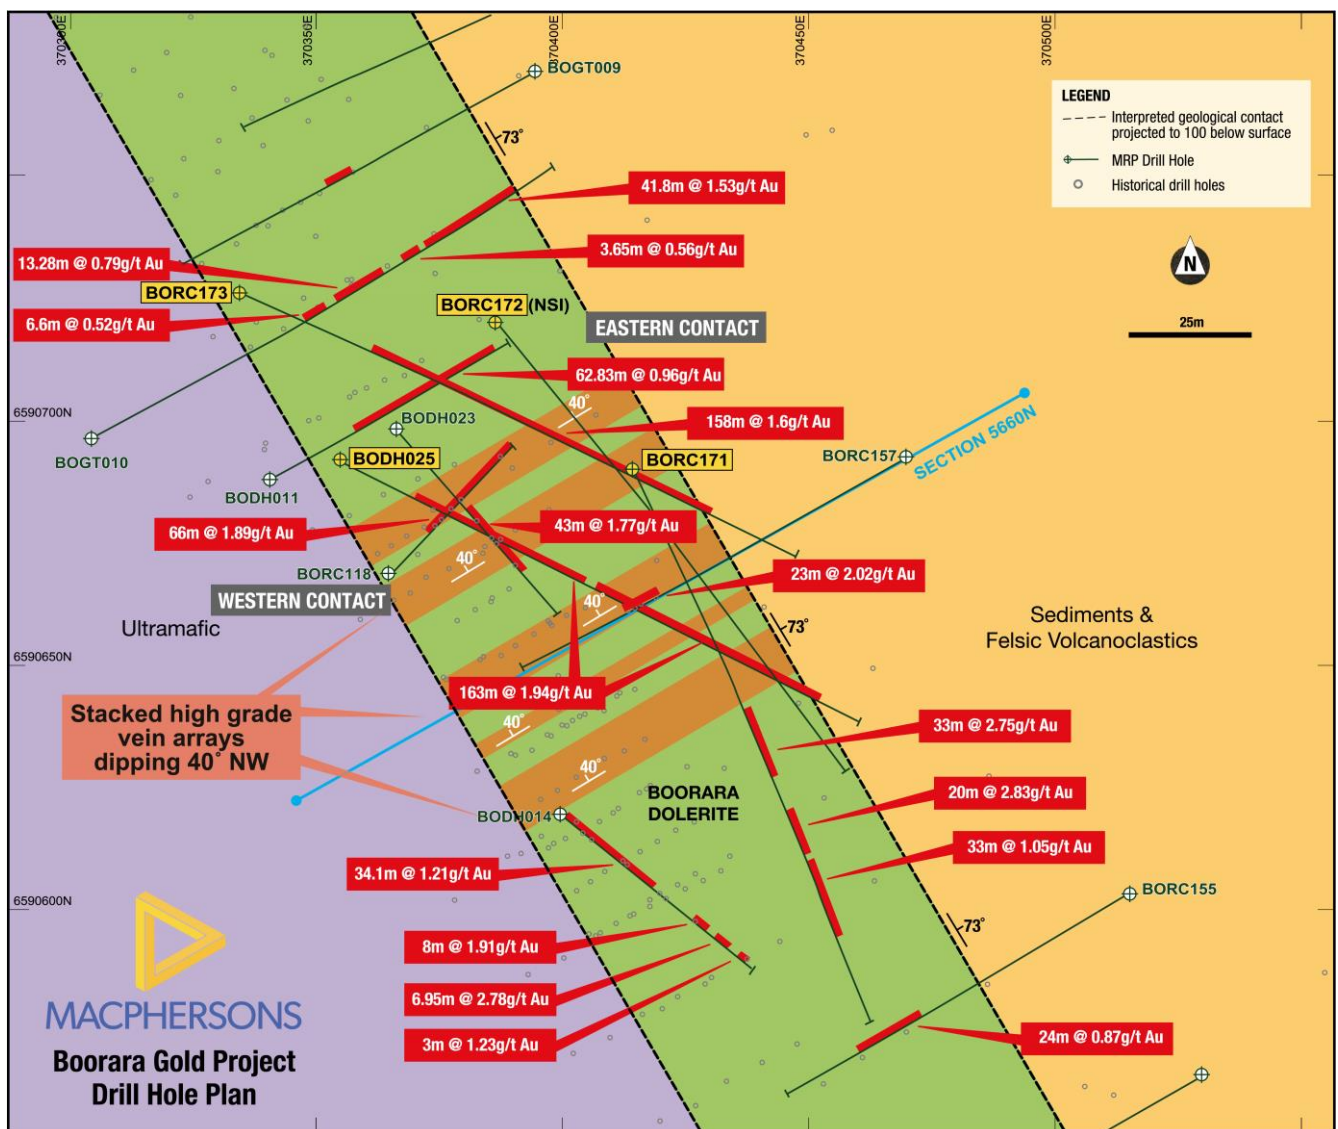 370300E
370350E
370400E
370450E
370500E
BOGT009
LEGEND
Interpreted geological contact
projected to 100 below surface
MRP Drill Hole
Historical drill holes
73°
41.8m @ 1.53g/t Au
3.65m @ 0.56g/t Au
13.28m @ 0.79g/t Au
BORC173
6.6m @ 0.52g/t Au
BORC172 (NSI)
EASTERN CONTACT
N
25m
62.83m @ 0.96g/t Au
40°
6590700N
158m @ 1.6g/t Au
BODH023
BOGT010
BODH025
BORC171
BORC157
SECTION 5660N
BODH011
66m @ 1.89g/t Au
43m @ 1.77g/t Au
40°
BORC118
23m @ 2.02g/t Au
WESTERN CONTACT
40°
Ultramafic
73°
Sediments &
Felsic Volcanoclastics
6590650N
163m @ 1.94g/t Au
Stacked high grade
vein arrays
dipping 40° NW
40°
33m @ 2.75g/t Au
40°
BOORARA
DOLERITE
20m @ 2.83g/t Au
BODH014
33m @ 1.05g/t Au
34.1m @ 1.21g/t Au
BORC155
6590600N
73°
8m @ 1.91g/t Au
6.95m @ 2.78g/t Au
3m @ 1.23g/t Au
24m @ 0.87g/t Au
MACPHERSONS
Boorara Gold Project
Drill Hole Plan